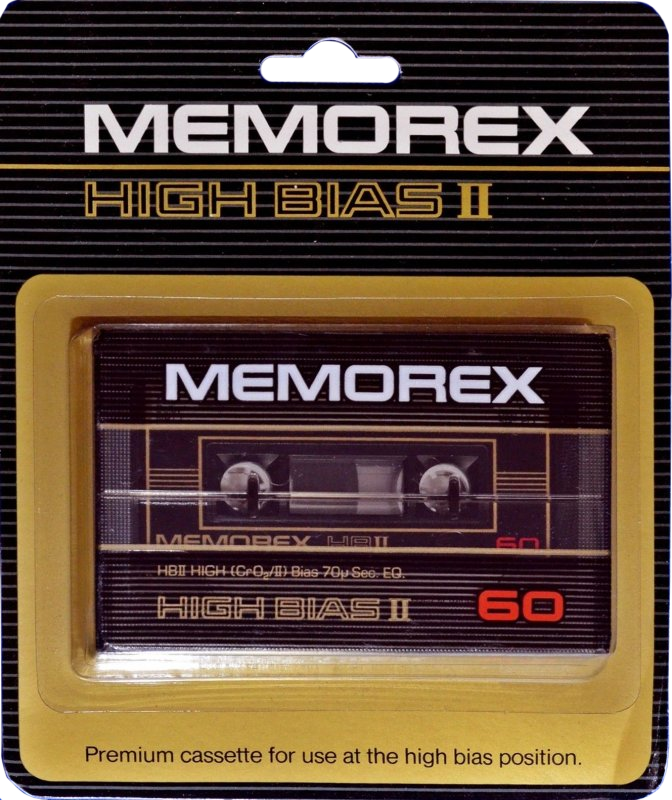 MEMOREX
HIGH BIAS II
MEMOREX
MEMOREX HBII 60
HBII HIGH (CrO₂/II) Bias 70µ Sec. EQ.
HIGH BIAS II 60
Premium cassette for use at the high bias position.